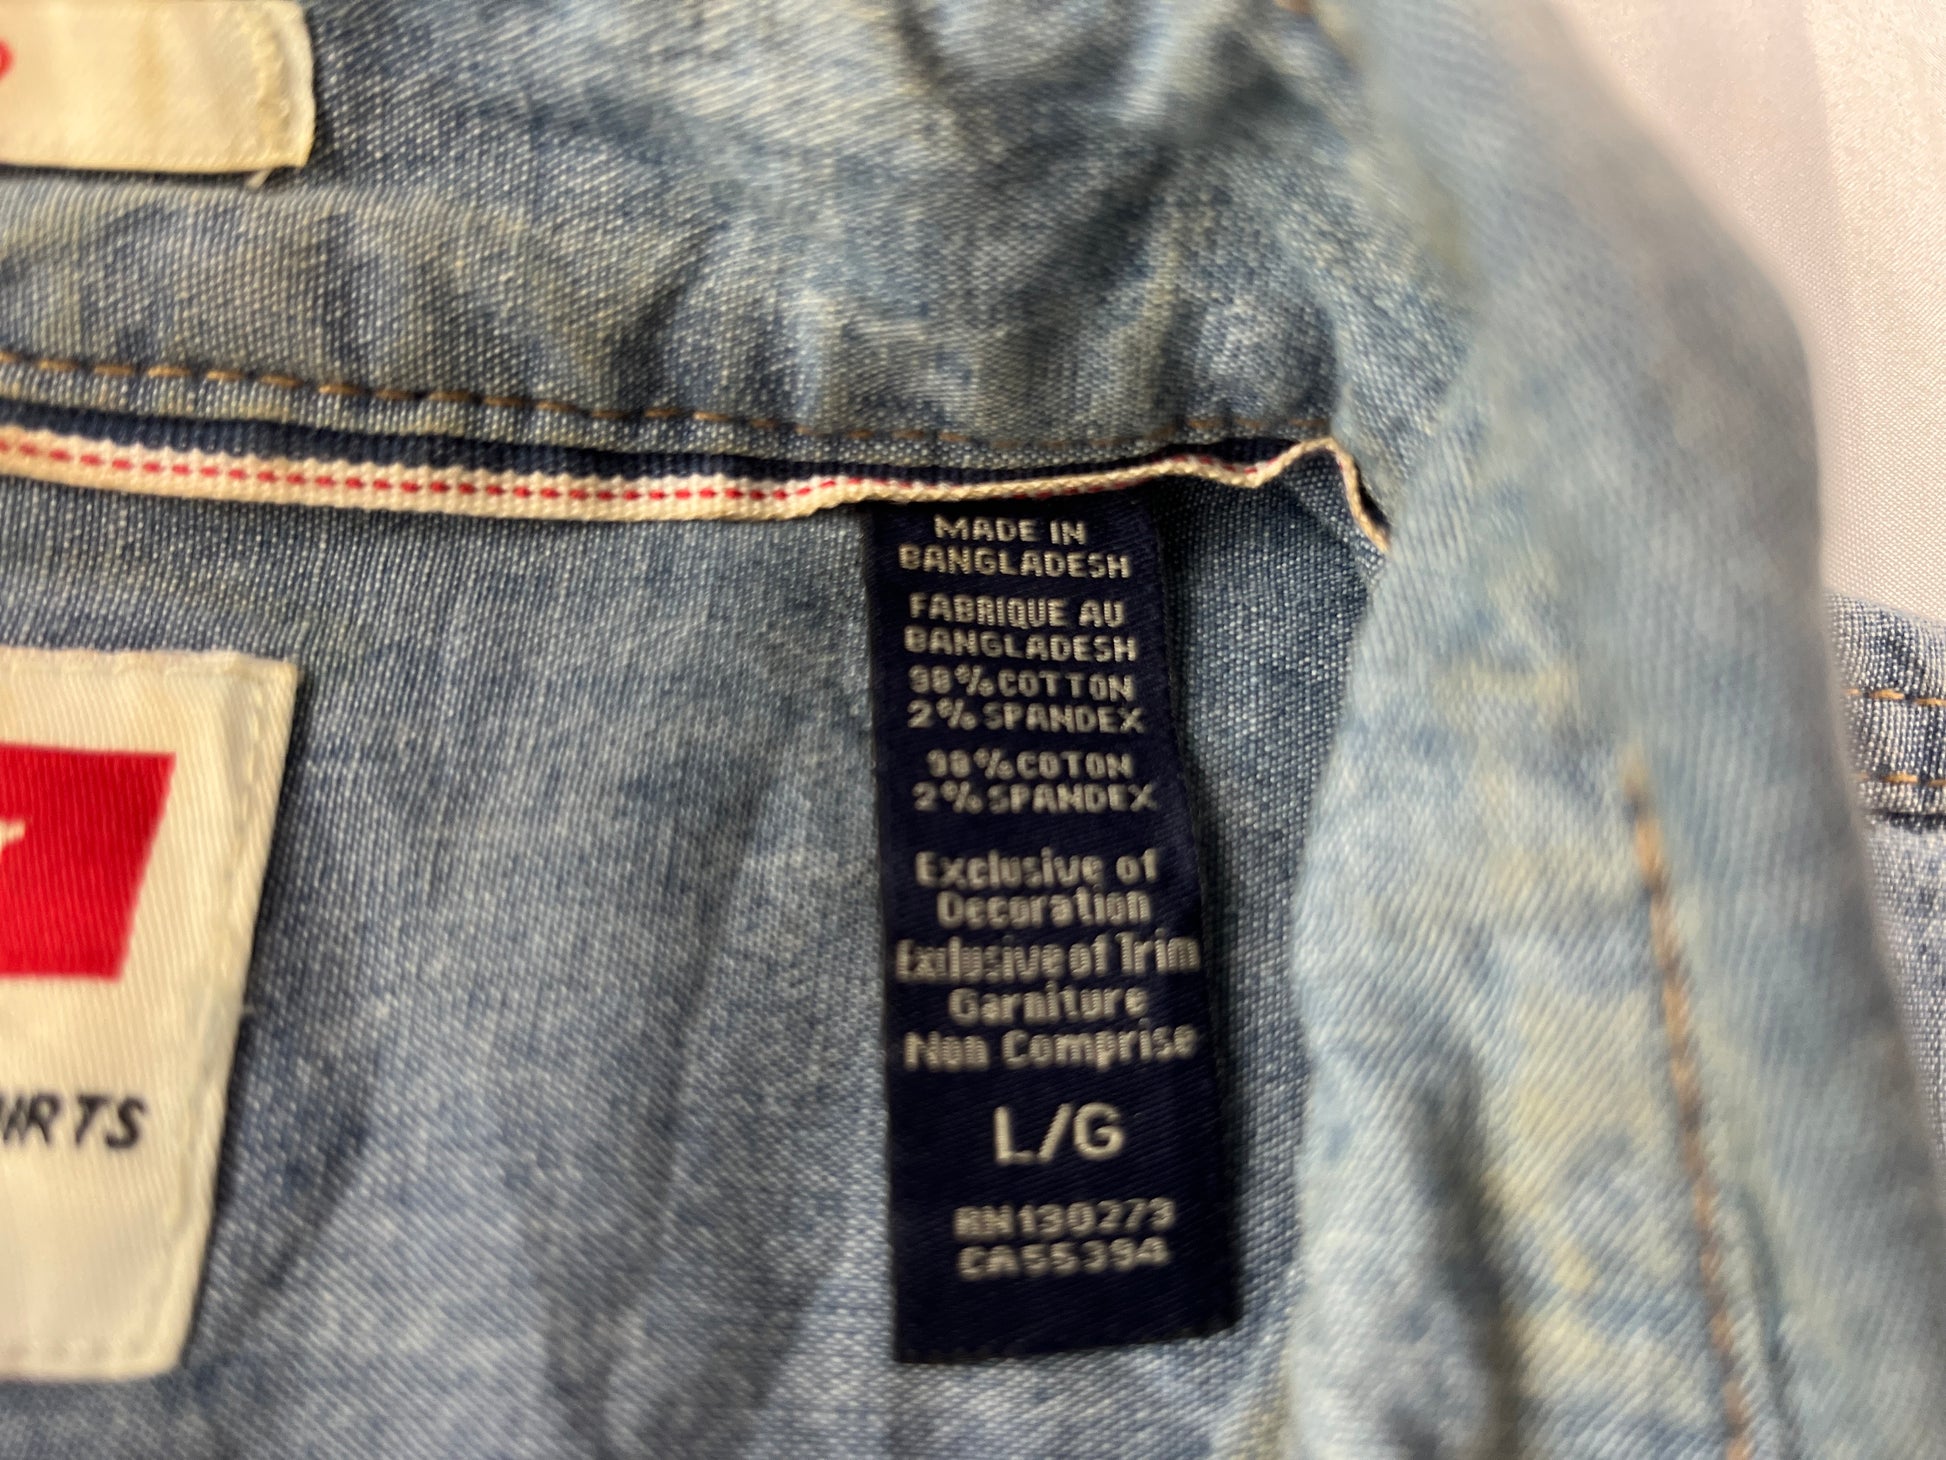 MADE IN
BANGLADESH
FABRIQUE AU
BANGLADESH
98% COTTON
2% SPANDEX
98% COTON
2% SPANDEX
Exclusive of
Decoration
Exclusive of Trim
Garniture
Non Comprise
L/G
RN130273
CA55394
IRTS